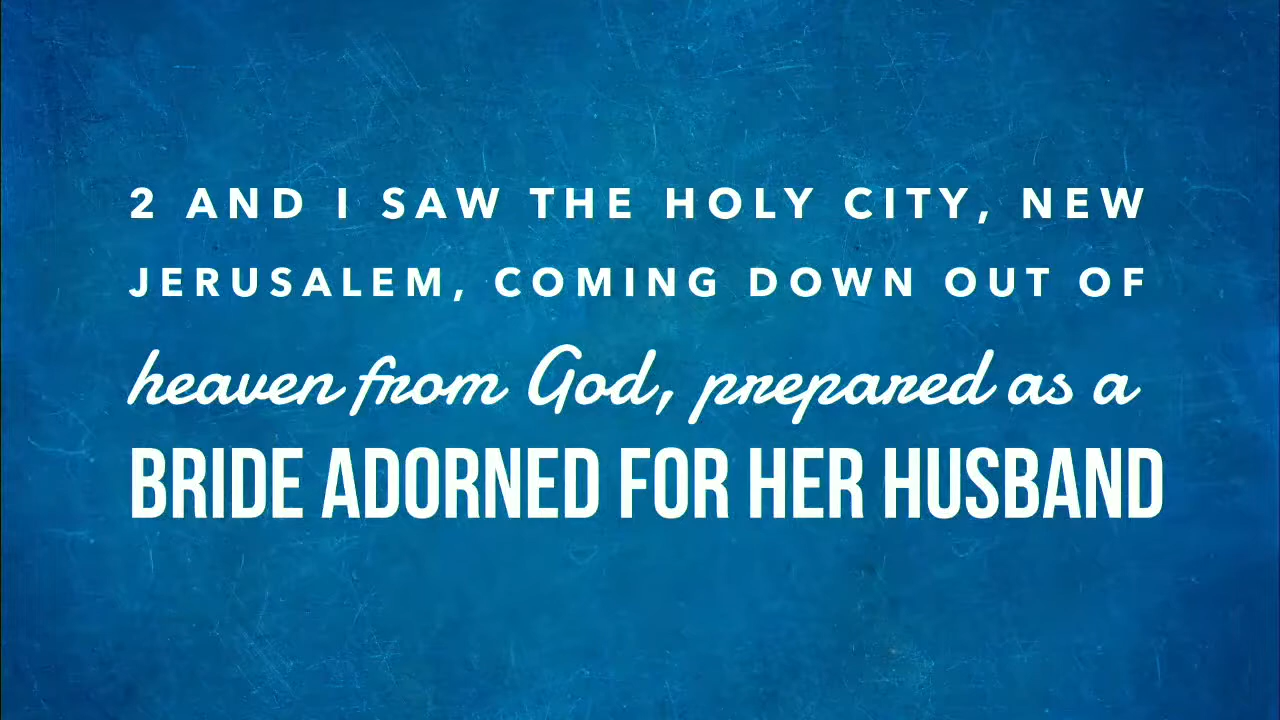 2 AND I SAW THE HOLY CITY, NEW
JERUSALEM, COMING DOWN OUT OF
heaven from God, prepared as a
BRIDE ADORNED FOR HER HUSBAND